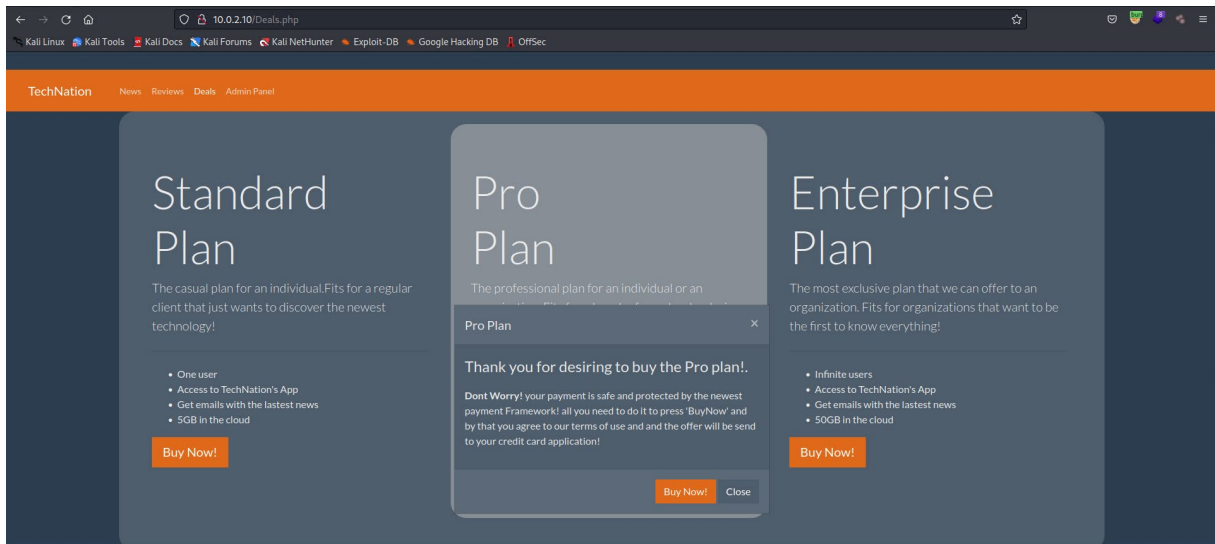 10.0.2.10/Deals.php
Kali Linux Kali Tools Kali Docs Kali Forums Kali NetHunter Exploit-DB Google Hacking DB OffSec
TechNation News Reviews Deals Admin Panel
Standard
Plan
The casual plan for an individual.Fits for a regular
client that just wants to discover the newest
technology!
• One user
• Access to TechNation's App
• Get emails with the lastest news
• 5GB in the cloud
Buy Now!
Pro
Plan
The professional plan for an individual or an
Pro Plan ×
Thank you for desiring to buy the Pro plan!.
Dont Worry! your payment is safe and protected by the newest
payment Framework! all you need to do it to press 'BuyNow' and
by that you agree to our terms of use and and the offer will be send
to your credit card application!
Buy Now! Close
Enterprise
Plan
The most exclusive plan that we can offer to an
organization. Fits for organizations that want to be
the first to know everything!
• Infinite users
• Access to TechNation's App
• Get emails with the lastest news
• 50GB in the cloud
Buy Now!